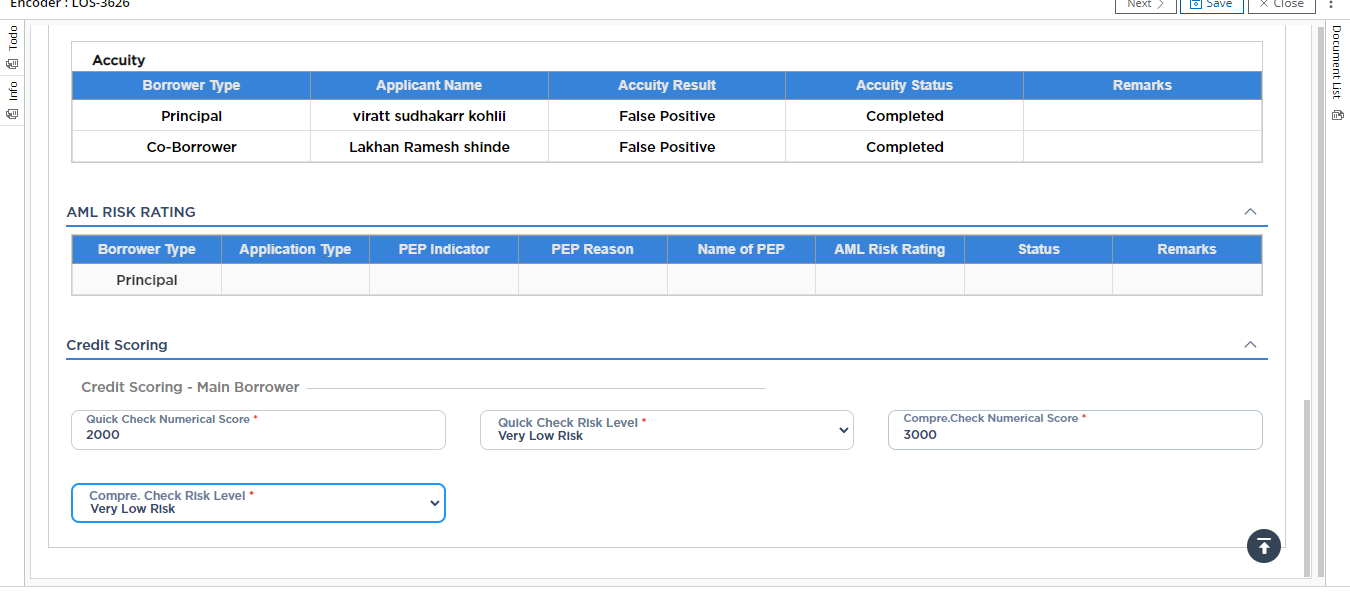 Encoder : LOS-3626
Next
Save
Close
Todo
Info
Document List
Accuity
Borrower Type Applicant Name Accuity Result Accuity Status Remarks
Principal viratt sudhakarr kohlii False Positive Completed
Co-Borrower Lakhan Ramesh shinde False Positive Completed
AML RISK RATING
Borrower Type Application Type PEP Indicator PEP Reason Name of PEP AML Risk Rating Status Remarks
Principal
Credit Scoring
Credit Scoring - Main Borrower
Quick Check Numerical Score *
2000
Quick Check Risk Level *
Very Low Risk
Compre.Check Numerical Score *
3000
Compre. Check Risk Level *
Very Low Risk